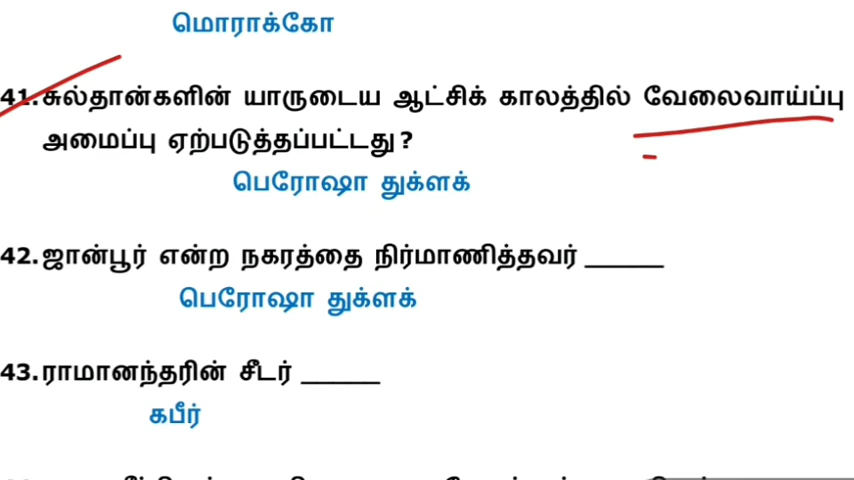 மொராக்கோ
41.சுல்தான்களின் யாருடைய ஆட்சிக் காலத்தில் வேலைவாய்ப்பு
அமைப்பு ஏற்படுத்தப்பட்டது?
பெரோஷா துக்ளக்
42.ஜான்பூர் என்ற நகரத்தை நிர்மாணித்தவர் ______
பெரோஷா துக்ளக்
43.ராமானந்தரின் சீடர் ______
கபீர்